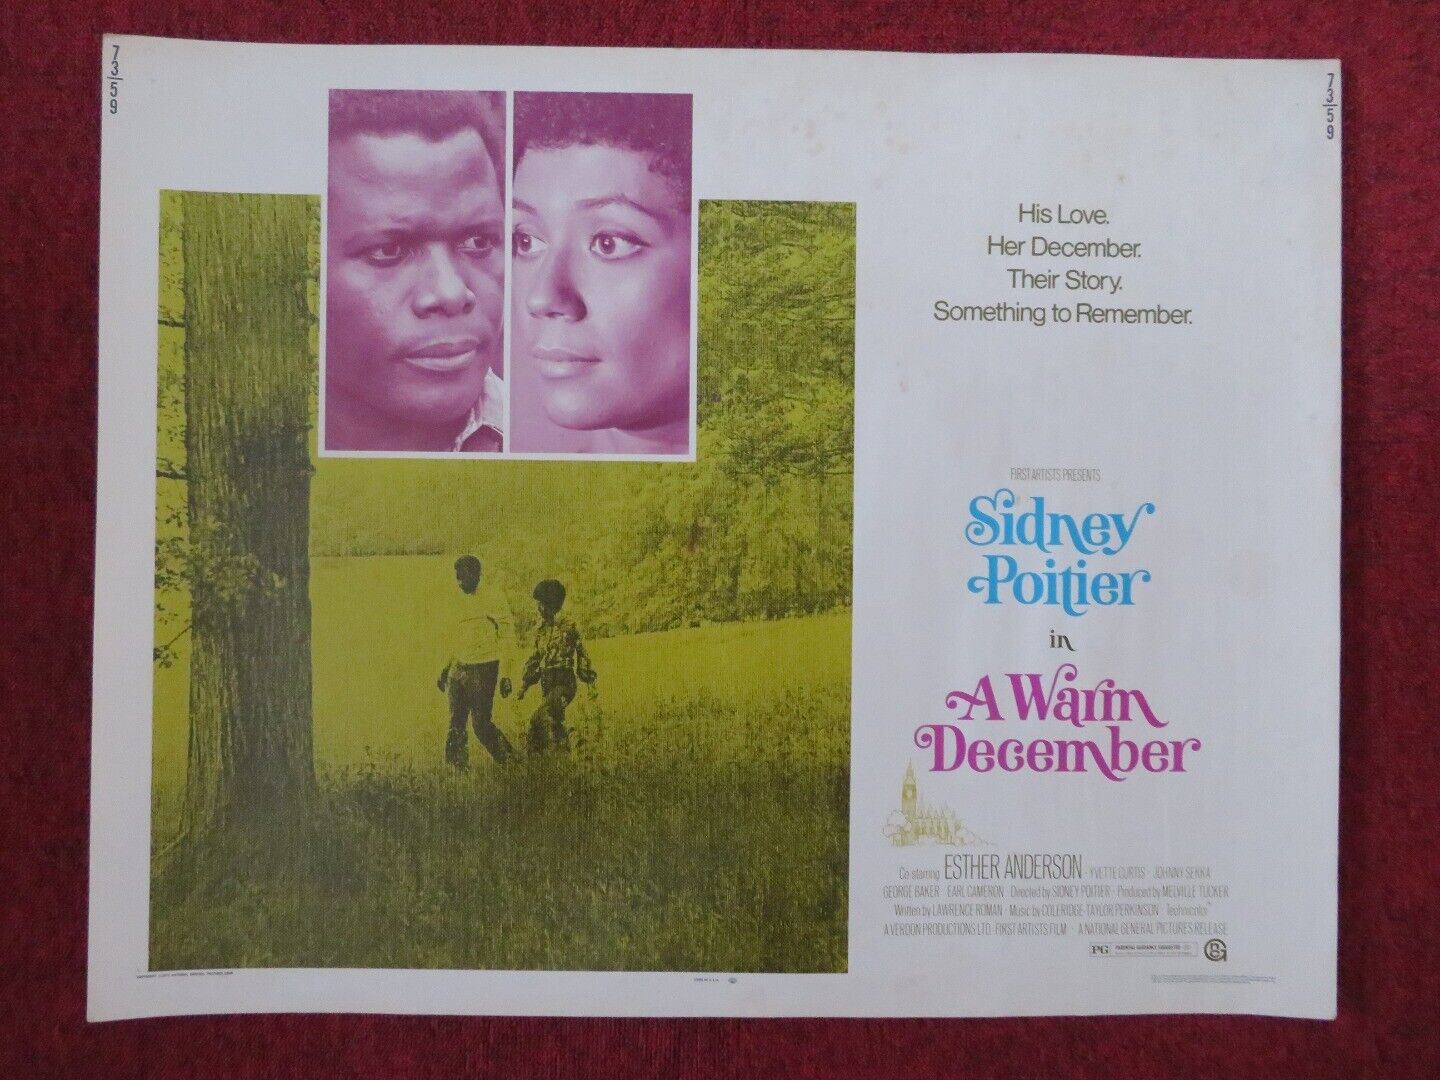 73/59
73/59
His Love.
Her December.
Their Story.
Something to Remember.
FIRST ARTISTS PRESENTS
Sidney
Poitier
in
A Warm
December
Co-starring ESTHER ANDERSON · YVETTE CURTIS · JOHNNY SEKKA
GEORGE BAKER · EARL CAMERON · Directed by SIDNEY POITIER · Produced by MELVILLE TUCKER
Written by LAWRENCE ROMAN · Music by COLERIDGE-TAYLOR PERKINSON · Technicolor
A VERDON PRODUCTIONS LTD.-FIRST ARTISTS FILM · A NATIONAL GENERAL PICTURES RELEASE
PG PARENTAL GUIDANCE SUGGESTED